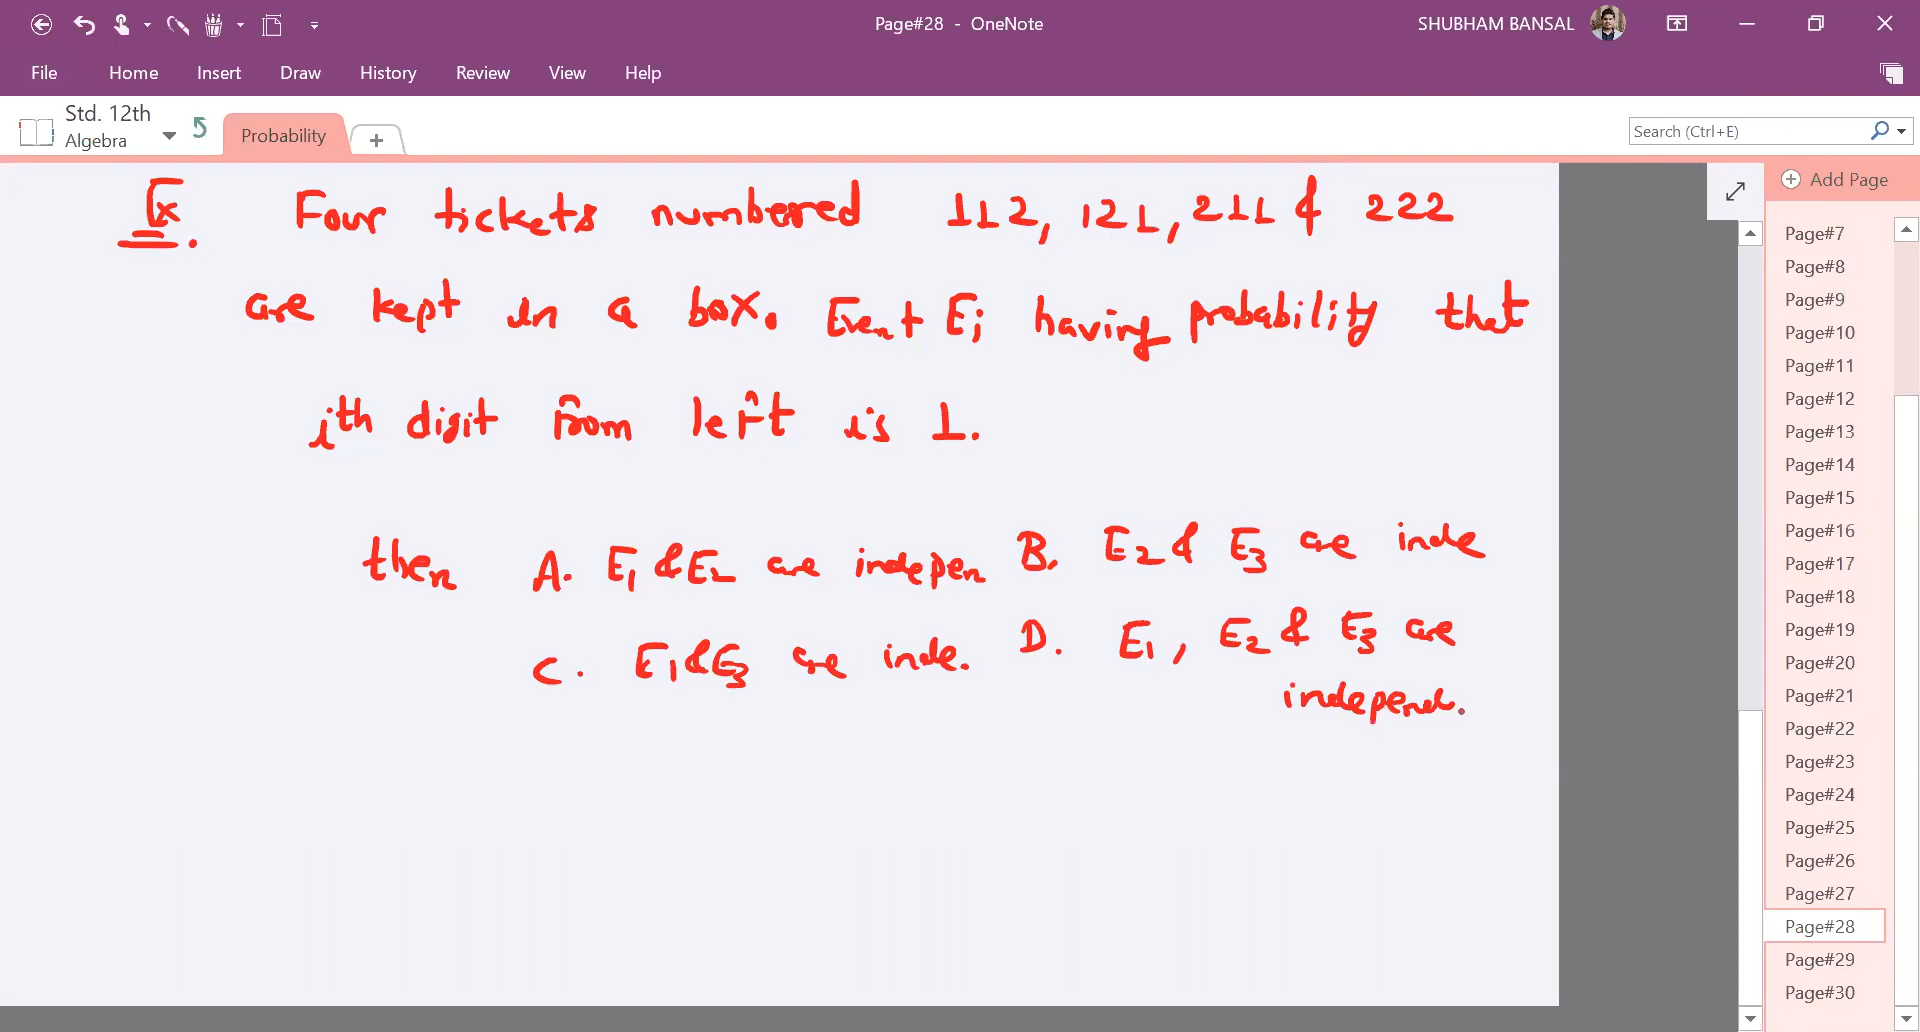 Page#28 - OneNote
SHUBHAM BANSAL
File Home Insert Draw History Review View Help
Std. 12th
Algebra
Probability
+
Search (Ctrl+E)
Add Page
Ex. Four tickets numbered 112, 121, 211 & 222
are kept in a box. Event Ei having probability that
ith digit from left is 1.
then A. E1 & E2 are indepen B. E2 & E3 are inde
C. E1 & E3 are inde. D. E1, E2 & E3 are
independ.
Page#7
Page#8
Page#9
Page#10
Page#11
Page#12
Page#13
Page#14
Page#15
Page#16
Page#17
Page#18
Page#19
Page#20
Page#21
Page#22
Page#23
Page#24
Page#25
Page#26
Page#27
Page#28
Page#29
Page#30